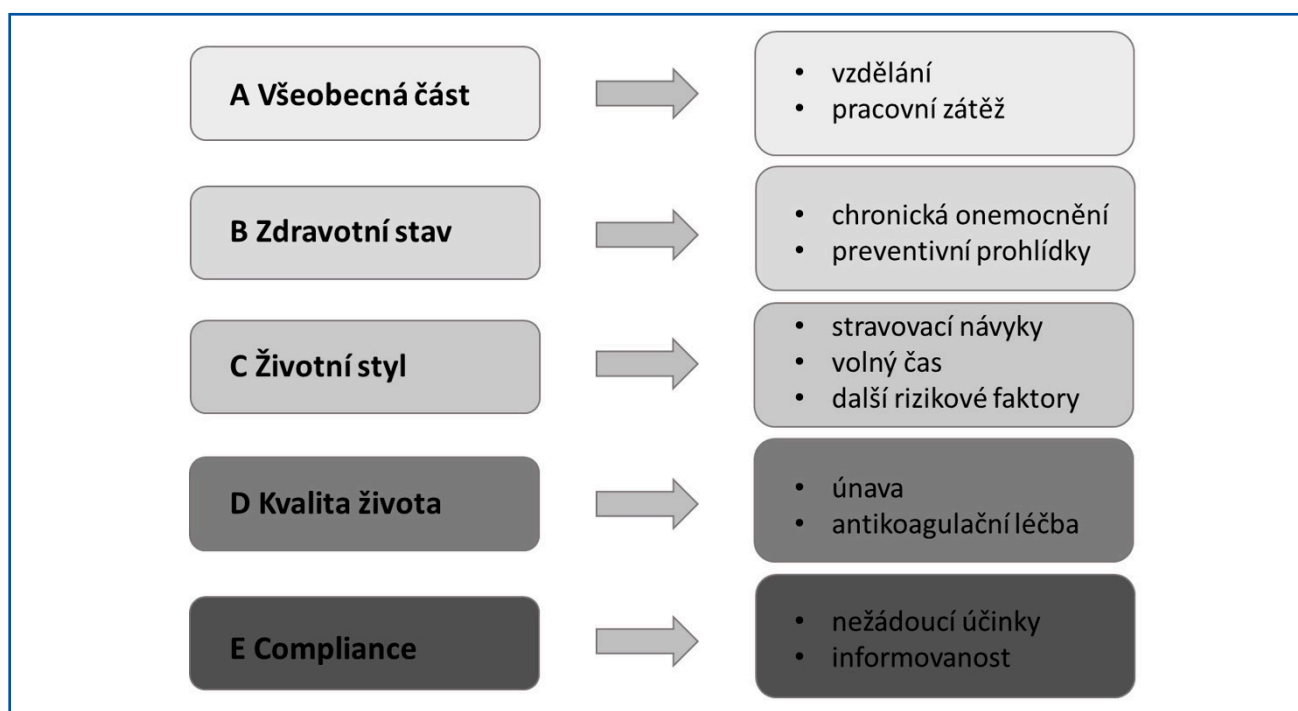 A Všeobecná část
• vzdělání
• pracovní zátěž
B Zdravotní stav
• chronická onemocnění
• preventivní prohlídky
C Životní styl
• stravovací návyky
• volný čas
• další rizikové faktory
D Kvalita života
• únava
• antikoagulační léčba
E Compliance
• nežádoucí účinky
• informovanost